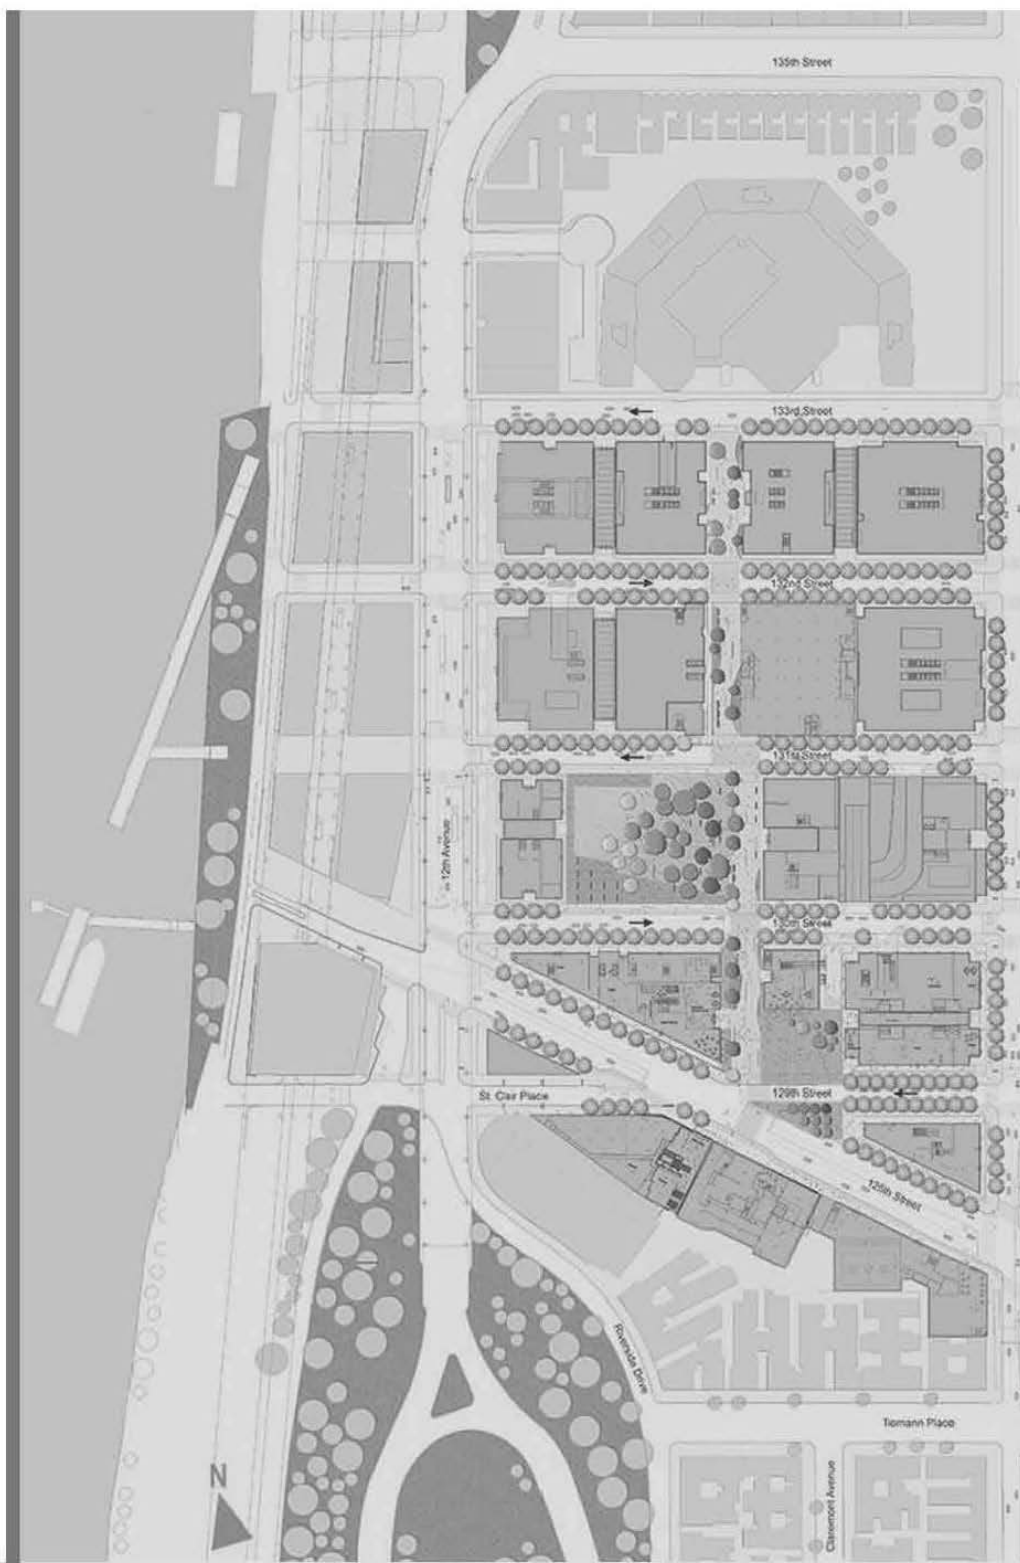 135th Street
133rd Street
132nd Street
131st Street
12th Avenue
130th Street
129th Street
St. Clair Place
125th Street
Riverside Drive
Tiemann Place
Claremont Avenue
N